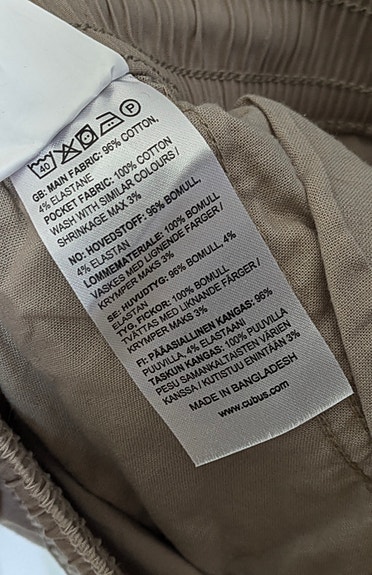 40 P
GB: MAIN FABRIC: 96% COTTON,
4% ELASTANE
POCKET FABRIC: 100% COTTON
WASH WITH SIMILAR COLOURS /
SHRINKAGE MAX 3%
NO: HOVEDSTOFF: 96% BOMULL,
4% ELASTAN
LOMMEMATERIALE: 100% BOMULL
VASKES MED LIGNENDE FARGER /
KRYMPER MAKS 3%
SE: HUVUDTYG: 96% BOMULL, 4%
ELASTAN
TYG, FICKOR: 100% BOMULL
TVÄTTAS MED LIKNANDE FÄRGER /
KRYMPER MAKS 3%
FI: PÄÄASIALLINEN KANGAS: 96%
PUUVILLA, 4% ELASTAANI
TASKUN KANGAS: 100% PUUVILLA
PESU SAMANKALTAISTEN VÄRIEN
KANSSA / KUTISTUU ENINTÄÄN 3%
MADE IN BANGLADESH
www.cubus.com